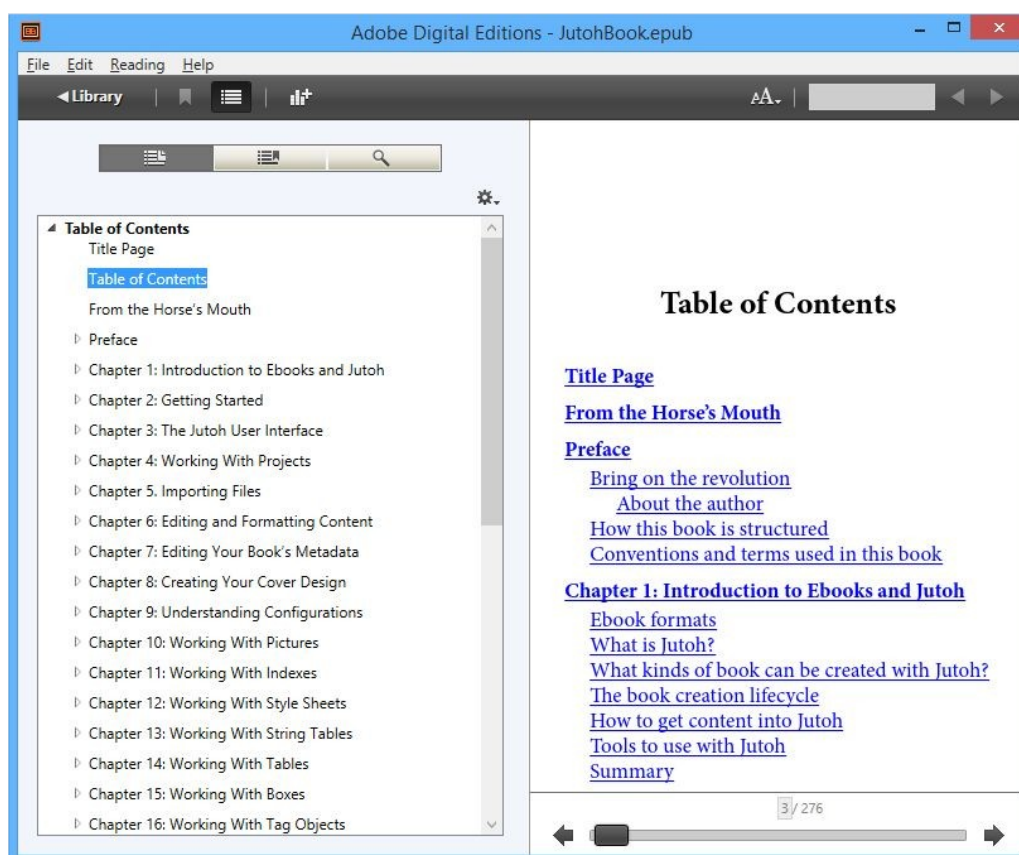 Adobe Digital Editions - JutohBook.epub
File Edit Reading Help
Library
AA
Table of Contents
Title Page
Table of Contents
From the Horse's Mouth
Preface
Chapter 1: Introduction to Ebooks and Jutoh
Chapter 2: Getting Started
Chapter 3: The Jutoh User Interface
Chapter 4: Working With Projects
Chapter 5. Importing Files
Chapter 6: Editing and Formatting Content
Chapter 7: Editing Your Book's Metadata
Chapter 8: Creating Your Cover Design
Chapter 9: Understanding Configurations
Chapter 10: Working With Pictures
Chapter 11: Working With Indexes
Chapter 12: Working With Style Sheets
Chapter 13: Working With String Tables
Chapter 14: Working With Tables
Chapter 15: Working With Boxes
Chapter 16: Working With Tag Objects
Table of Contents
Title Page
From the Horse’s Mouth
Preface
Bring on the revolution
About the author
How this book is structured
Conventions and terms used in this book
Chapter 1: Introduction to Ebooks and Jutoh
Ebook formats
What is Jutoh?
What kinds of book can be created with Jutoh?
The book creation lifecycle
How to get content into Jutoh
Tools to use with Jutoh
Summary
3 / 276